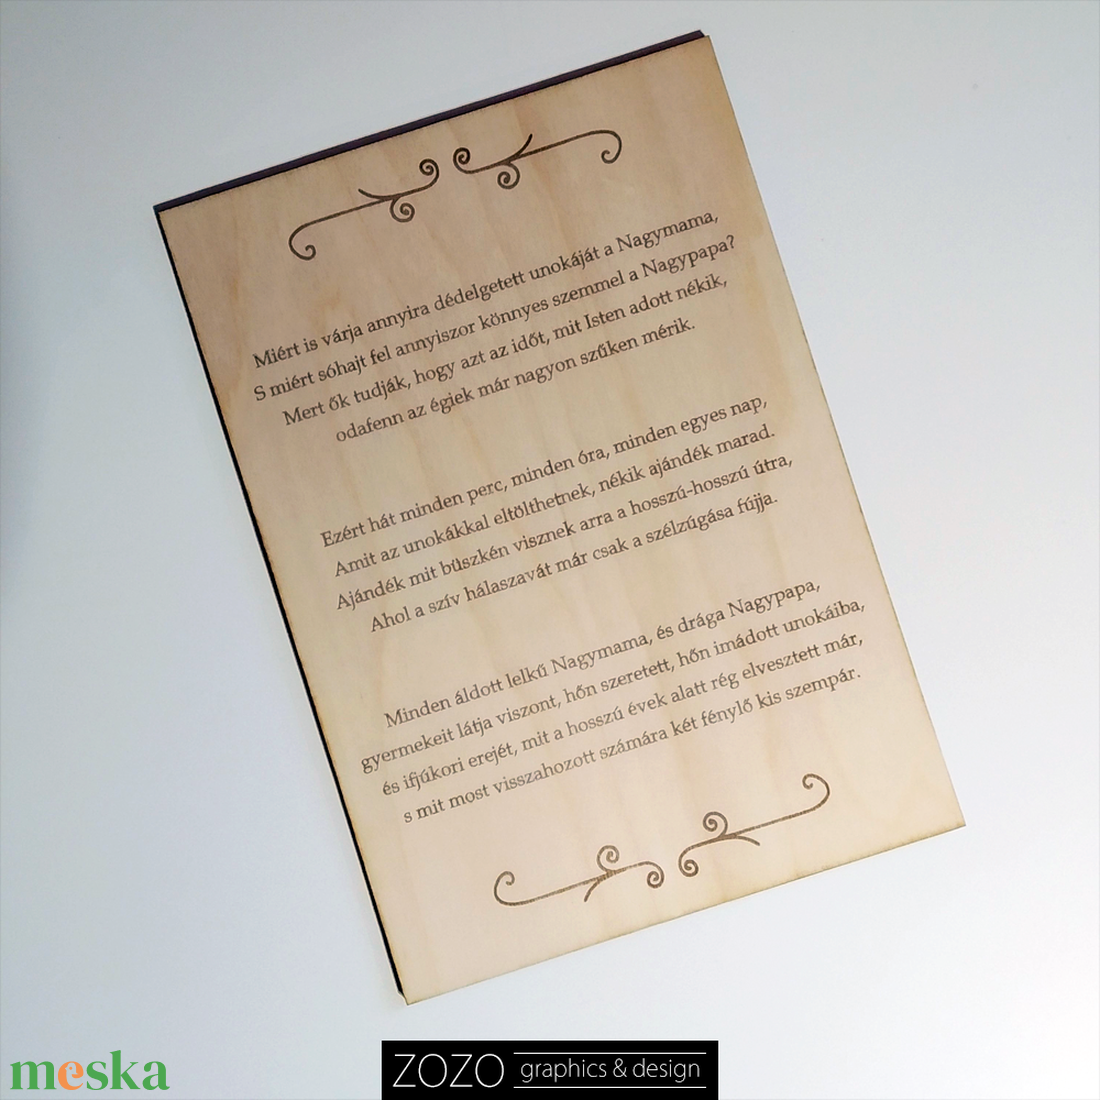 Miért is várja annyira dédelgetett unokáját a Nagymama,
S miért sóhajt fel annyiszor könnyes szemmel a Nagypapa?
Mert ők tudják, hogy azt az időt, mit Isten adott nékik,
odafenn az égiek már nagyon szűken mérik.
Ezért hát minden perc, minden óra, minden egyes nap,
Amit az unokákkal eltölthetnek, nékik ajándék marad.
Ajándék mit büszkén visznek arra a hosszú-hosszú útra,
Ahol a szív hálaszavát már csak a szélzúgása fújja.
Minden áldott lelkű Nagymama, és drága Nagypapa,
gyermekeit látja viszont, hőn szeretett, hőn imádott unokáiba,
és ifjúkori erejét, mit a hosszú évek alatt rég elvesztett már,
s mit most visszahozott számára két fénylő kis szempár.
meska
ZOZO graphics & design